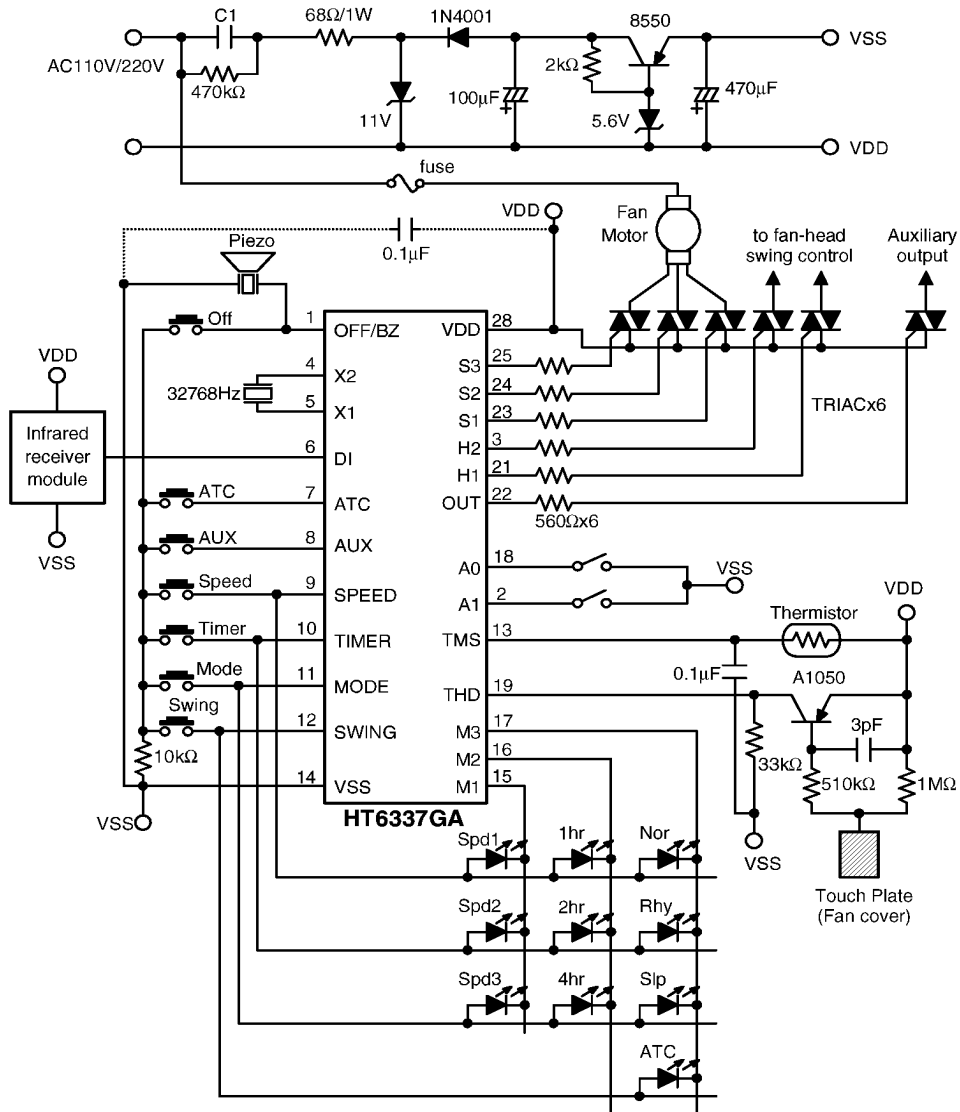 C1
68Ω/1W
1N4001
8550
VSS
AC110V/220V
470kΩ
11V
100μF
+
2kΩ
5.6V
470μF
+
VDD
fuse
VDD
Fan
Motor
to fan-head
swing control
Auxiliary
output
Piezo
0.1μF
Off
1
OFF/BZ
VDD
28
VDD
4
X2
S3
25
32768Hz
5
X1
S2
24
TRIACx6
Infrared
receiver
module
S1
23
6
DI
H2
3
ATC
7
ATC
H1
21
OUT
22
560Ωx6
VSS
AUX
8
AUX
A0
18
VSS
Speed
9
SPEED
A1
2
Timer
10
TIMER
TMS
13
Thermistor
VDD
Mode
11
MODE
0.1μF
A1050
THD
19
Swing
12
SWING
M3
17
3pF
10kΩ
M2
16
33kΩ
510kΩ
1MΩ
14
VSS
M1
15
VSS
HT6337GA
VSS
Touch Plate
(Fan cover)
Spd1
1hr
Nor
Spd2
2hr
Rhy
Spd3
4hr
Slp
ATC